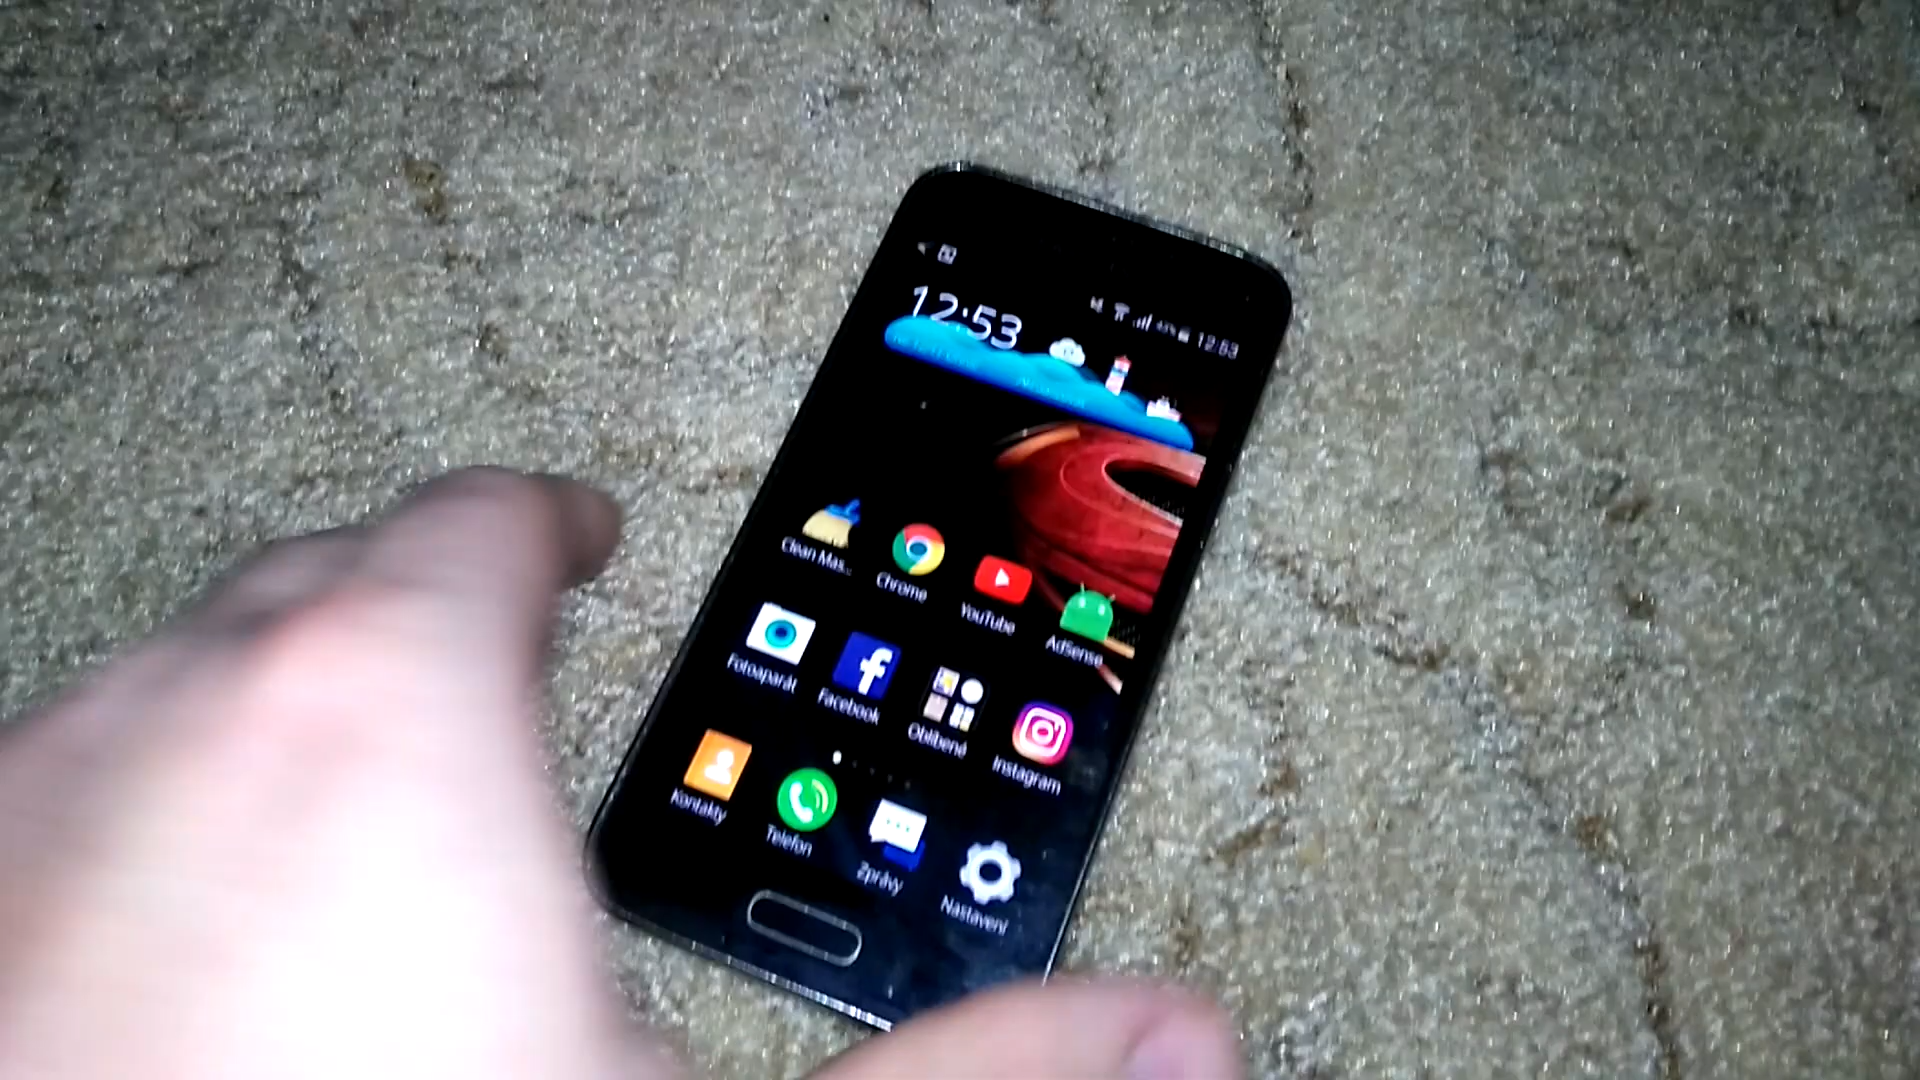 12:53
12:53
Clean Mas...
Chrome
YouTube
AdSense
Fotoaparát
Facebook
Oblíbené
Instagram
Kontakty
Telefon
Zprávy
Nastavení